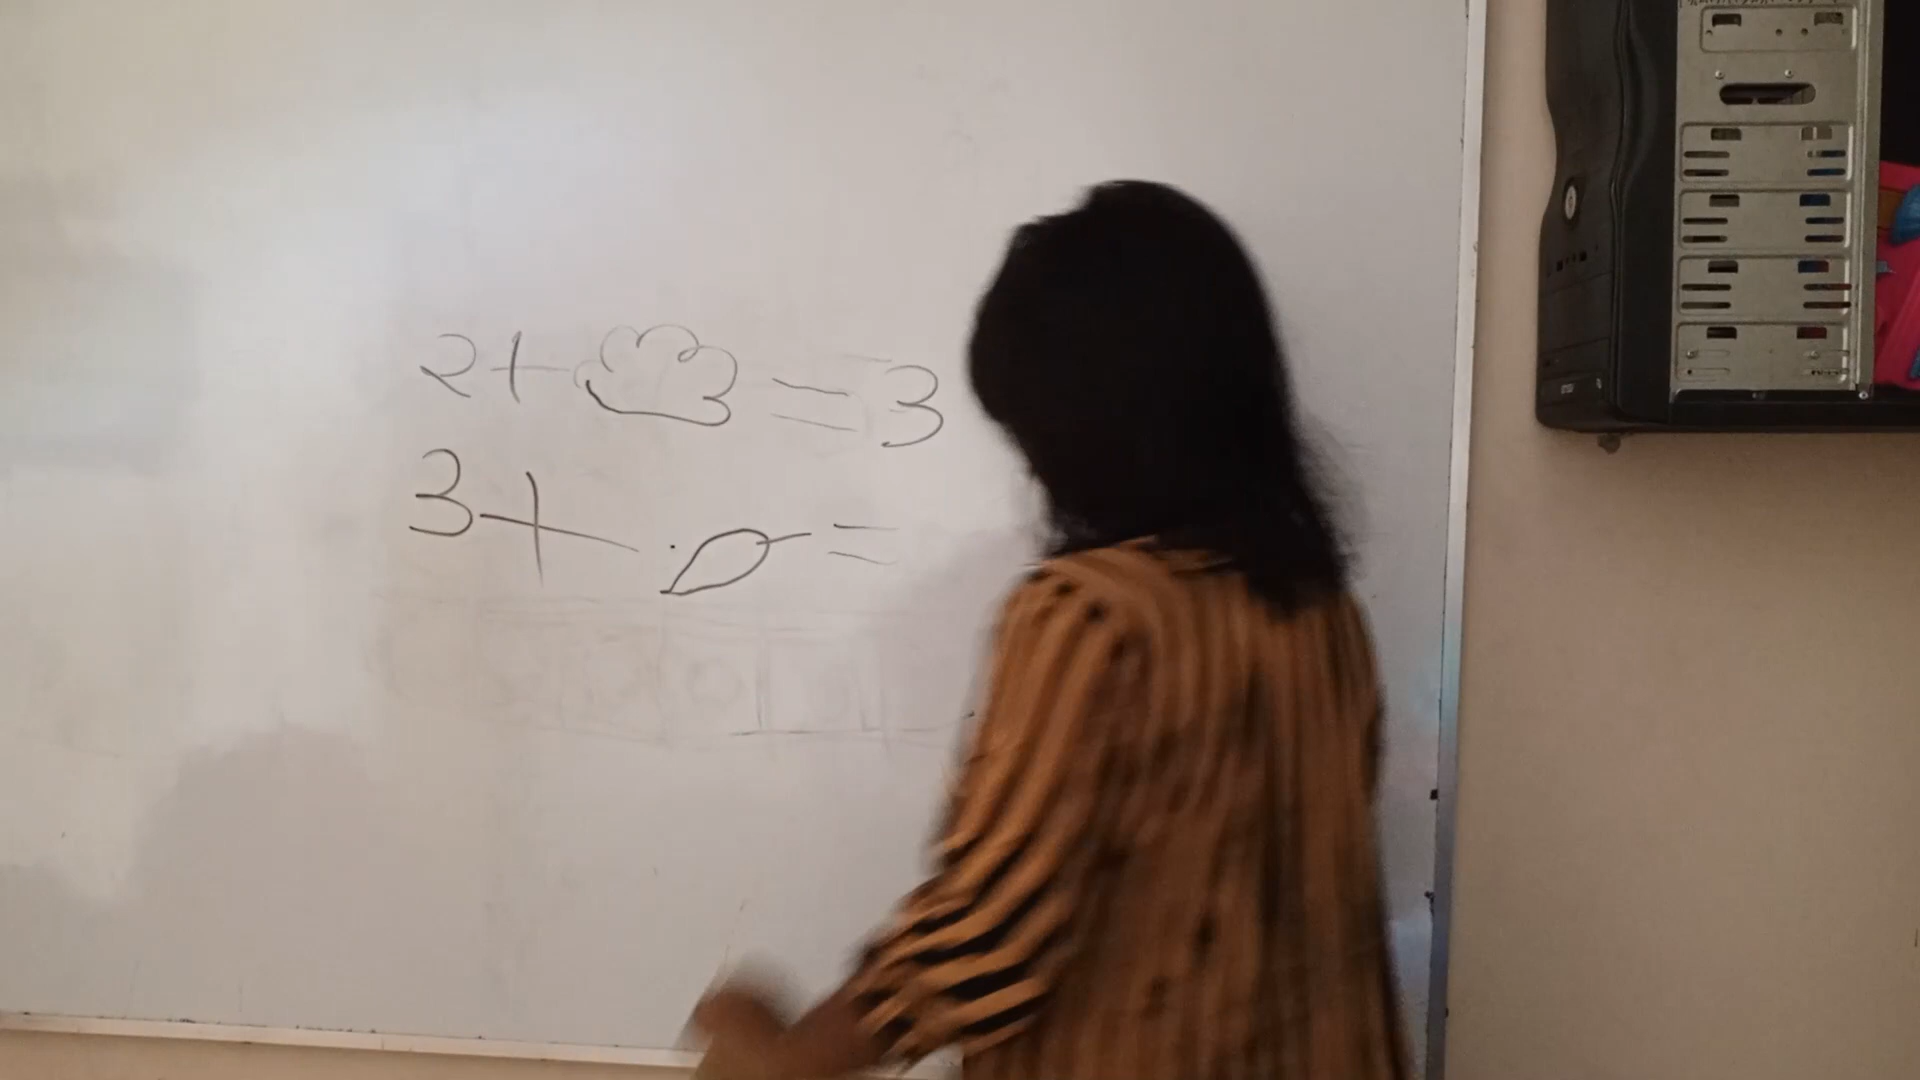 2 + = 3
3 + =